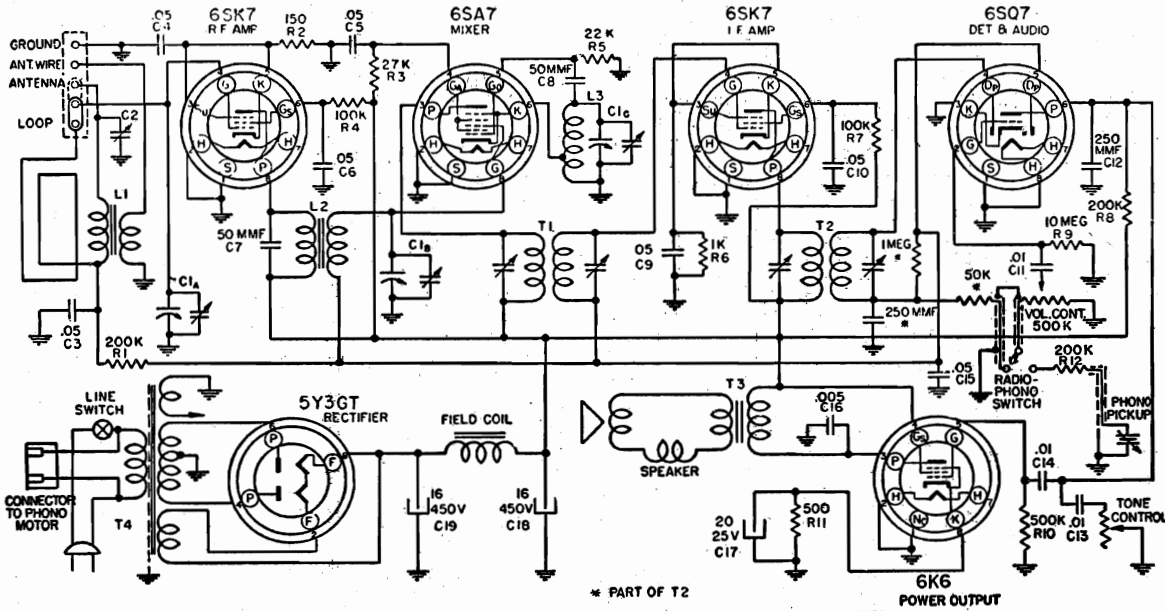 GROUND
ANT. WIRE
ANTENNA
LOOP
.05
C4
6SK7
R F AMP
150
R2
.05
C5
27K
R3
6SA7
MIXER
22 K
R5
50MMF
C8
L3
C1C
6SK7
I.F. AMP
6SQ7
DET & AUDIO
C2
100K
R4
.05
C6
100K
R7
.05
C10
250
MMF
C12
200K
R8
L1
L2
50 MMF
C7
C1B
T1
05
C9
1K
R6
T2
1MEG
*
10 MEG
R9
.01
C11
50K
*
VOL. CONT.
500K
250 MMF
*
C1A
.05
C3
200K
R1
.05
C15
RADIO-
PHONO
SWITCH
200K
R12
PHONO
PICKUP
LINE
SWITCH
5Y3GT
RECTIFIER
FIELD COIL
T3
.005
C16
SPEAKER
CONNECTOR
TO PHONO
MOTOR
T4
16
450V
C19
16
450V
C18
20
25V
C17
500
R11
.01
C14
500K
R10
.01
C13
TONE
CONTROL
6K6
POWER OUTPUT
* PART OF T2